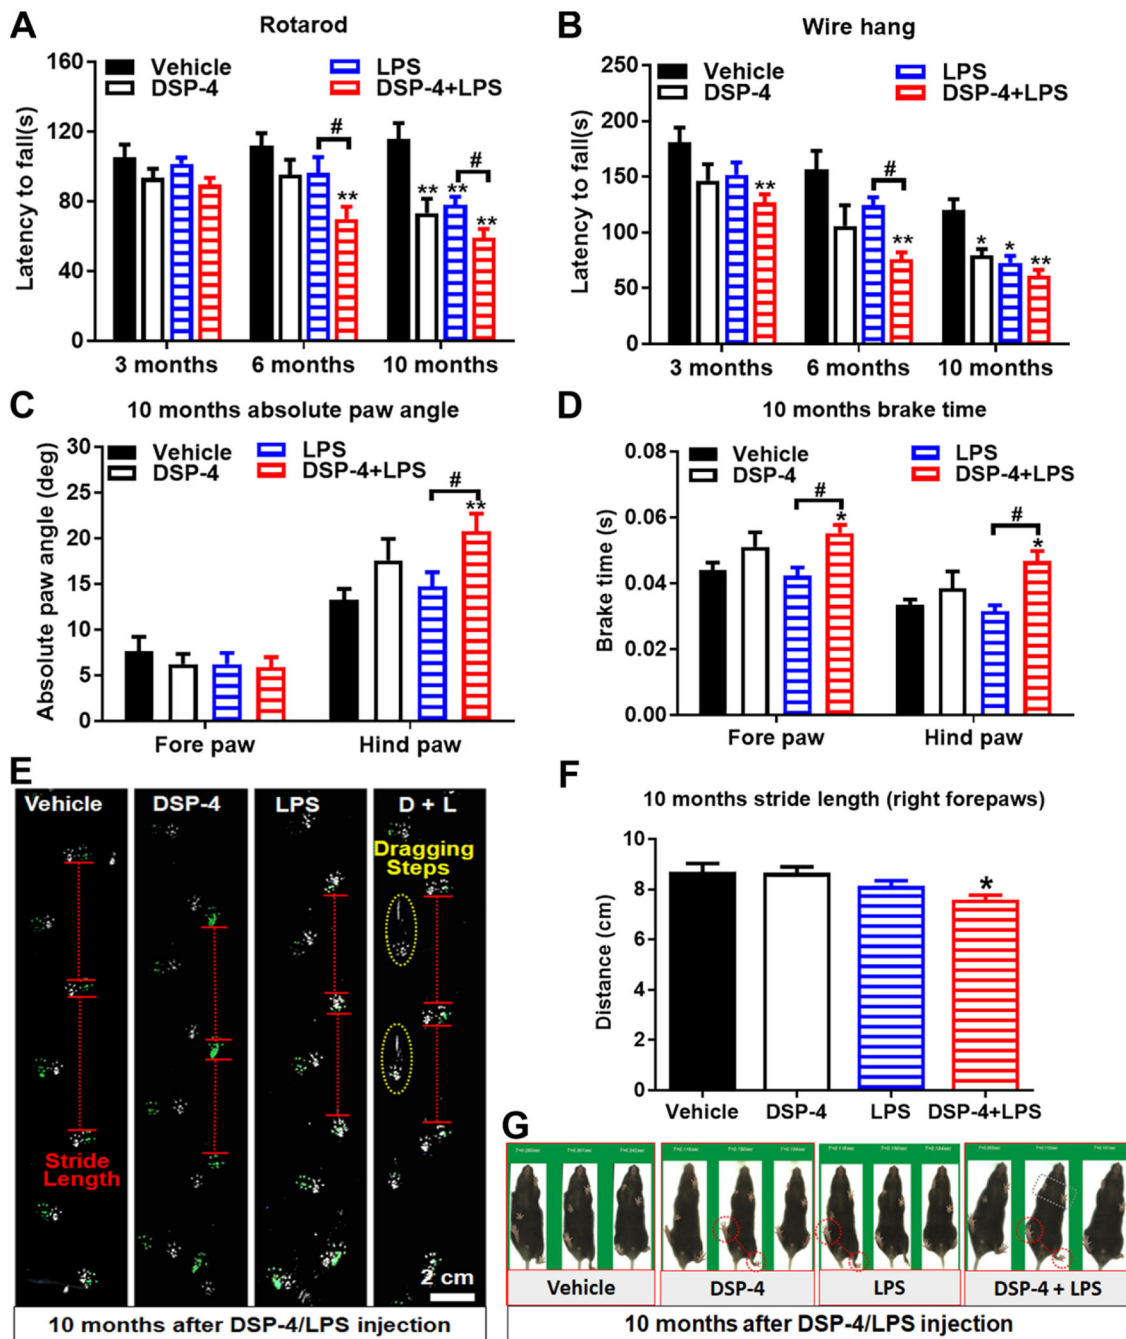 A
Rotarod
Latency to fall(s)
160
120
80
40
0
Vehicle
DSP-4
LPS
DSP-4+LPS
#
**
** ** #
**
3 months 6 months 10 months
B
Wire hang
Latency to fall(s)
250
200
150
100
50
0
Vehicle
DSP-4
LPS
DSP-4+LPS
**
#
**
* * **
3 months 6 months 10 months
C
10 months absolute paw angle
Absolute paw angle (deg)
30
25
20
15
10
5
0
Vehicle
DSP-4
LPS
DSP-4+LPS
#
**
Fore paw Hind paw
D
10 months brake time
Brake time (s)
0.08
0.06
0.04
0.02
0.00
Vehicle
DSP-4
LPS
DSP-4+LPS
#
*
#
*
Fore paw Hind paw
E
Vehicle DSP-4 LPS D + L
Dragging
Steps
Stride
Length
2 cm
10 months after DSP-4/LPS injection
F
10 months stride length (right forepaws)
Distance (cm)
10
8
6
4
2
0
*
Vehicle DSP-4 LPS DSP-4+LPS
G
Vehicle DSP-4 LPS DSP-4 + LPS
10 months after DSP-4/LPS injection